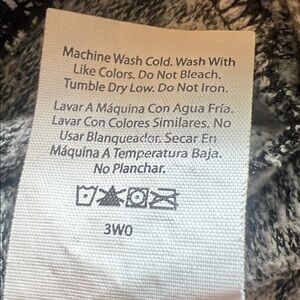 Machine Wash Cold. Wash With
Like Colors. Do Not Bleach.
Tumble Dry Low. Do Not Iron.
Lavar A Máquina Con Agua Fría.
Lavar Con Colores Similares. No
Usar Blanqueador. Secar En
Máquina A Temperatura Baja.
No Planchar.
3W0